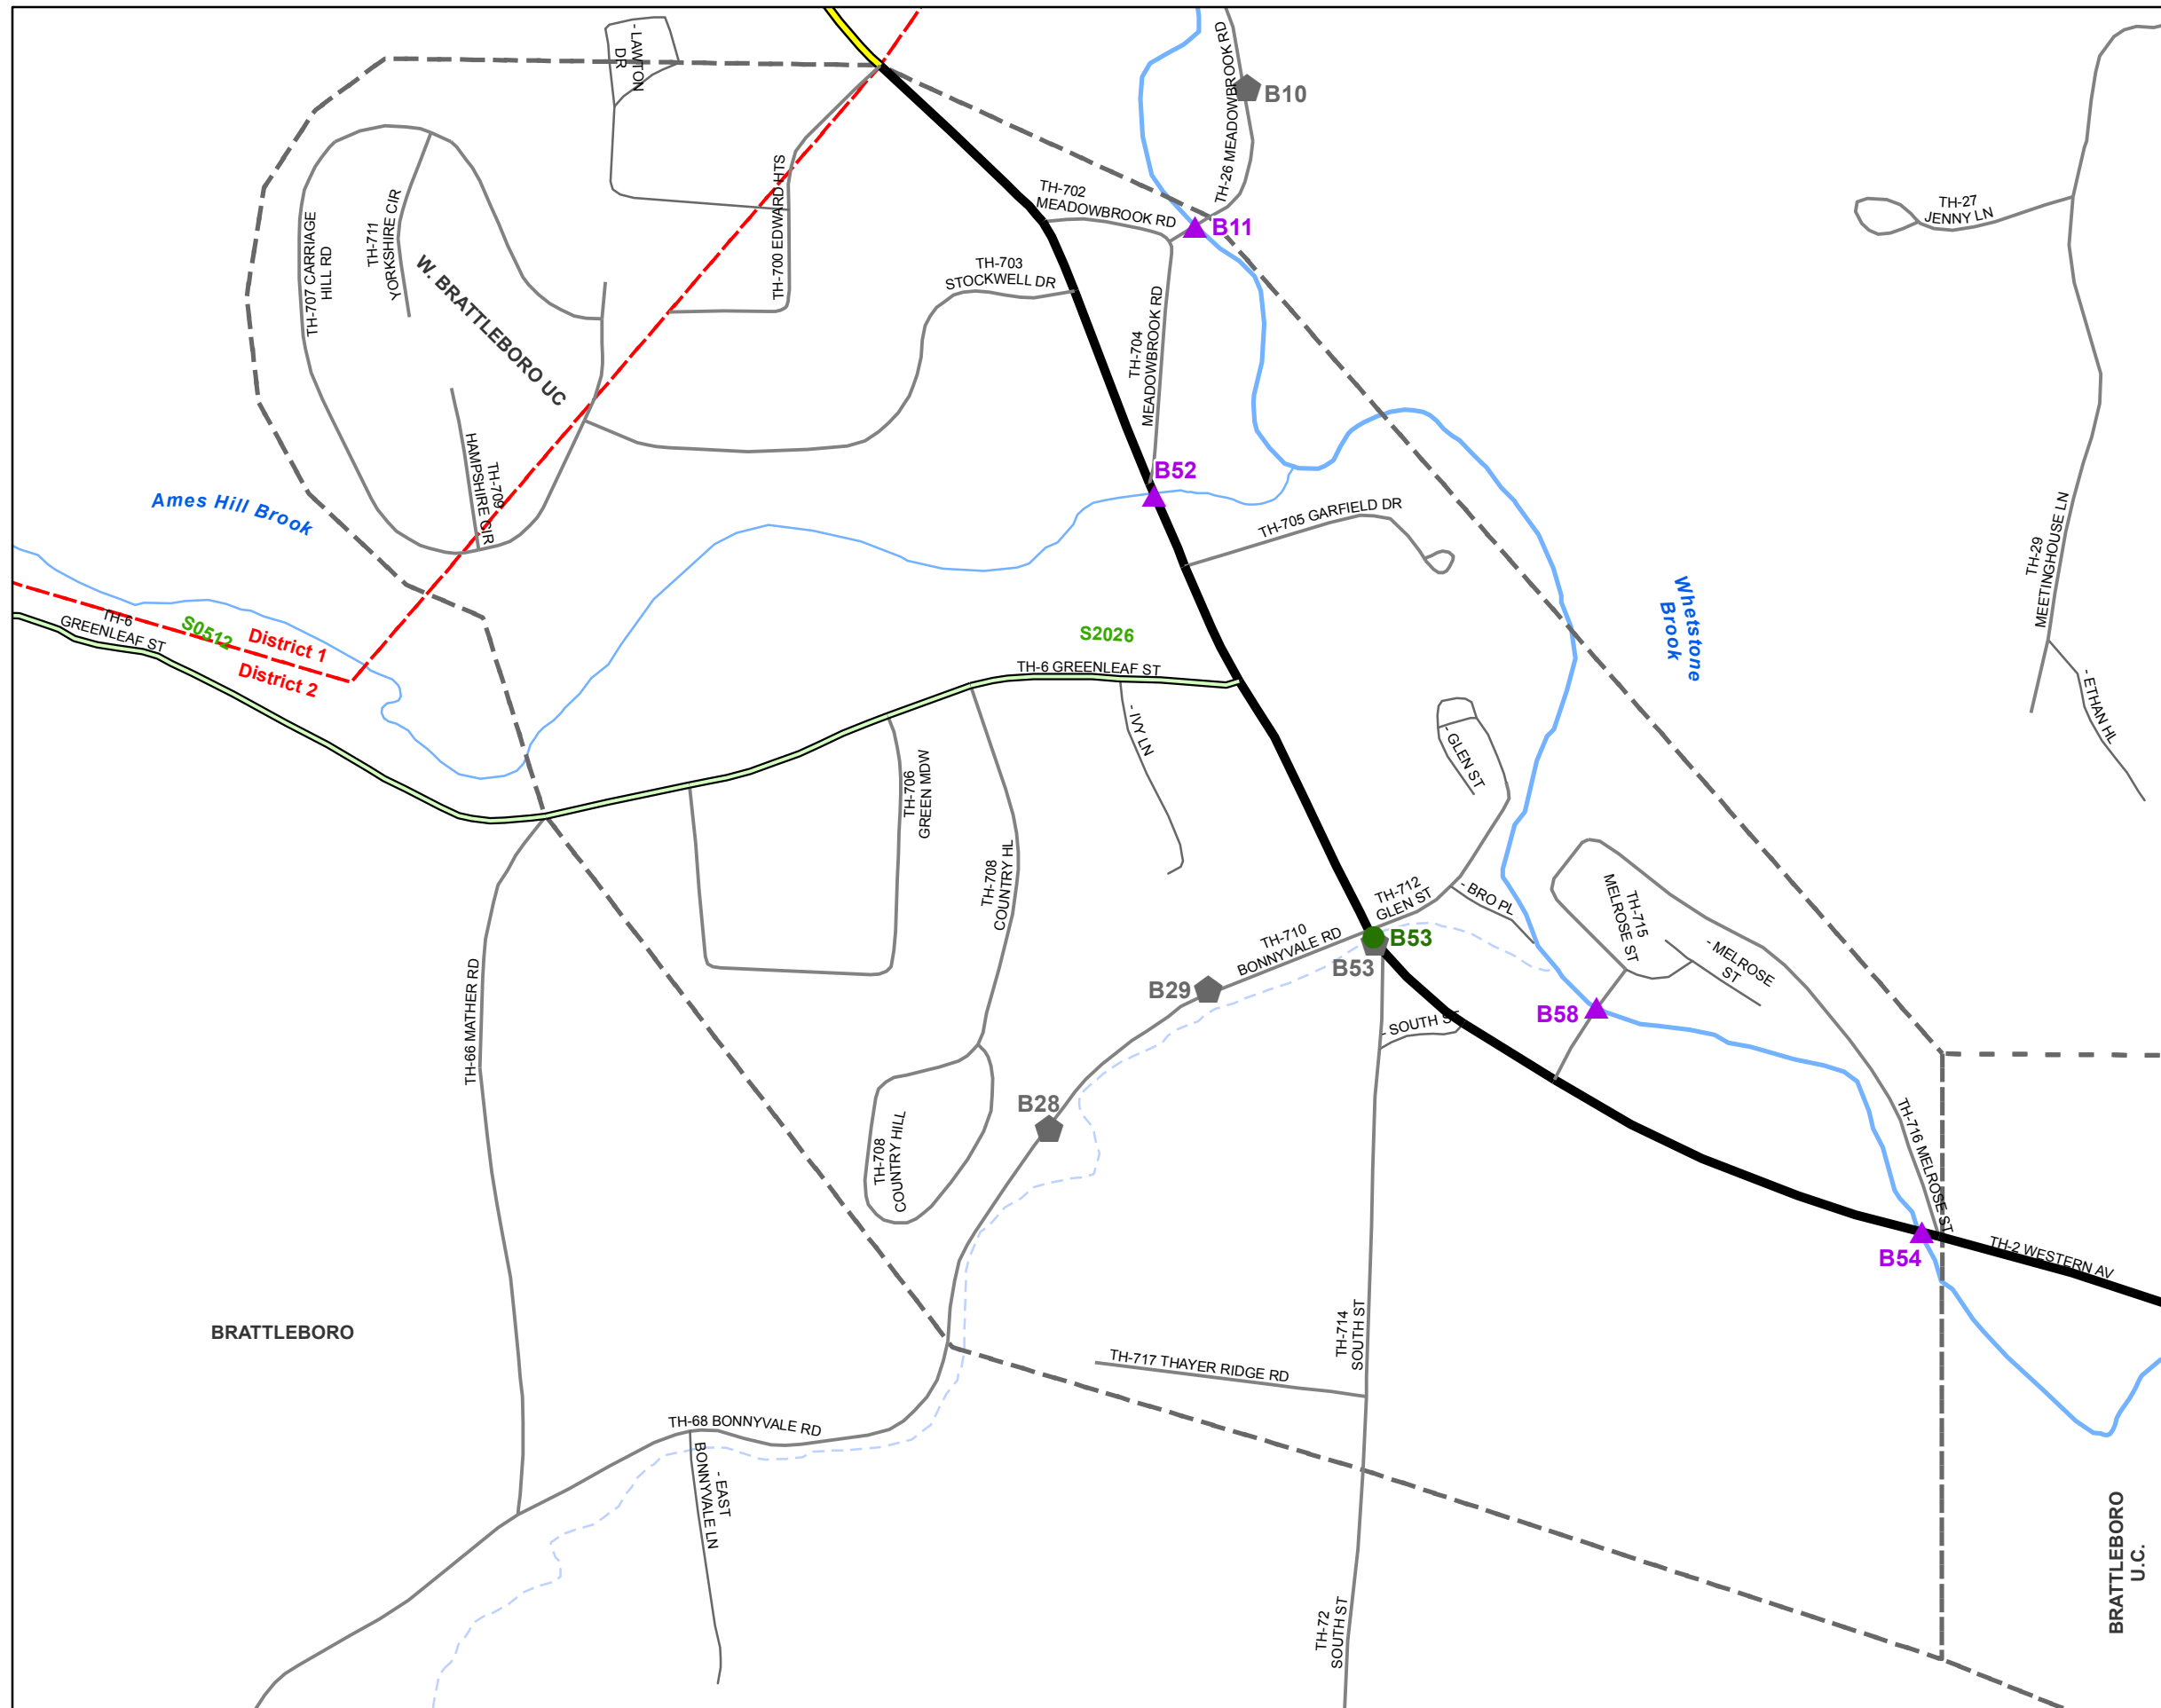 - LAWTON
DR
TH-26 MEADOWBROOK RD
B10
TH-700 EDWARD HTS
TH-702
MEADOWBROOK RD
B11
TH-27
JENNY LN
TH-711
YORKSHIRE CIR
TH-707 CARRIAGE
HILL RD
W. BRATTLEBORO UC
TH-703
STOCKWELL DR
TH-704
MEADOWBROOK RD
B52
TH-709
HAMPSHIRE CIR
Ames Hill Brook
TH-705 GARFIELD DR
TH-29
MEETINGHOUSE LN
Whetstone
Brook
TH-6
GREENLEAF ST
S0512
District 1
District 2
S2026
TH-6 GREENLEAF ST
- IVY LN
- GLEN ST
- ETHAN HL
TH-706
GREEN MDW
TH-708
COUNTRY HL
TH-712
GLEN ST
- BRO PL
TH-715
MELROSE ST
- MELROSE
ST
TH-710
BONNYVALE RD
B53
B53
B29
TH-66 MATHER RD
- SOUTH ST
B58
B28
TH-708
COUNTRY HILL
TH-716 MELROSE ST
B54
TH-2 WESTERN AV
BRATTLEBORO
TH-714
SOUTH ST
TH-717 THAYER RIDGE RD
TH-68 BONNYVALE RD
- EAST
BONNYVALE LN
TH-72
SOUTH ST
BRATTLEBORO
U.C.